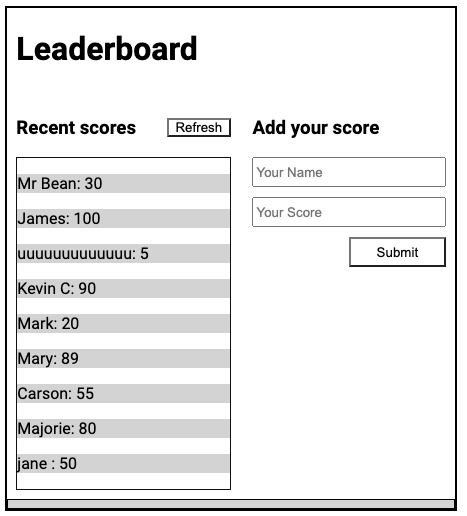 Leaderboard
Recent scores
Refresh
Mr Bean: 30
James: 100
uuuuuuuuuuuuu: 5
Kevin C: 90
Mark: 20
Mary: 89
Carson: 55
Majorie: 80
jane : 50
Add your score
Your Name
Your Score
Submit